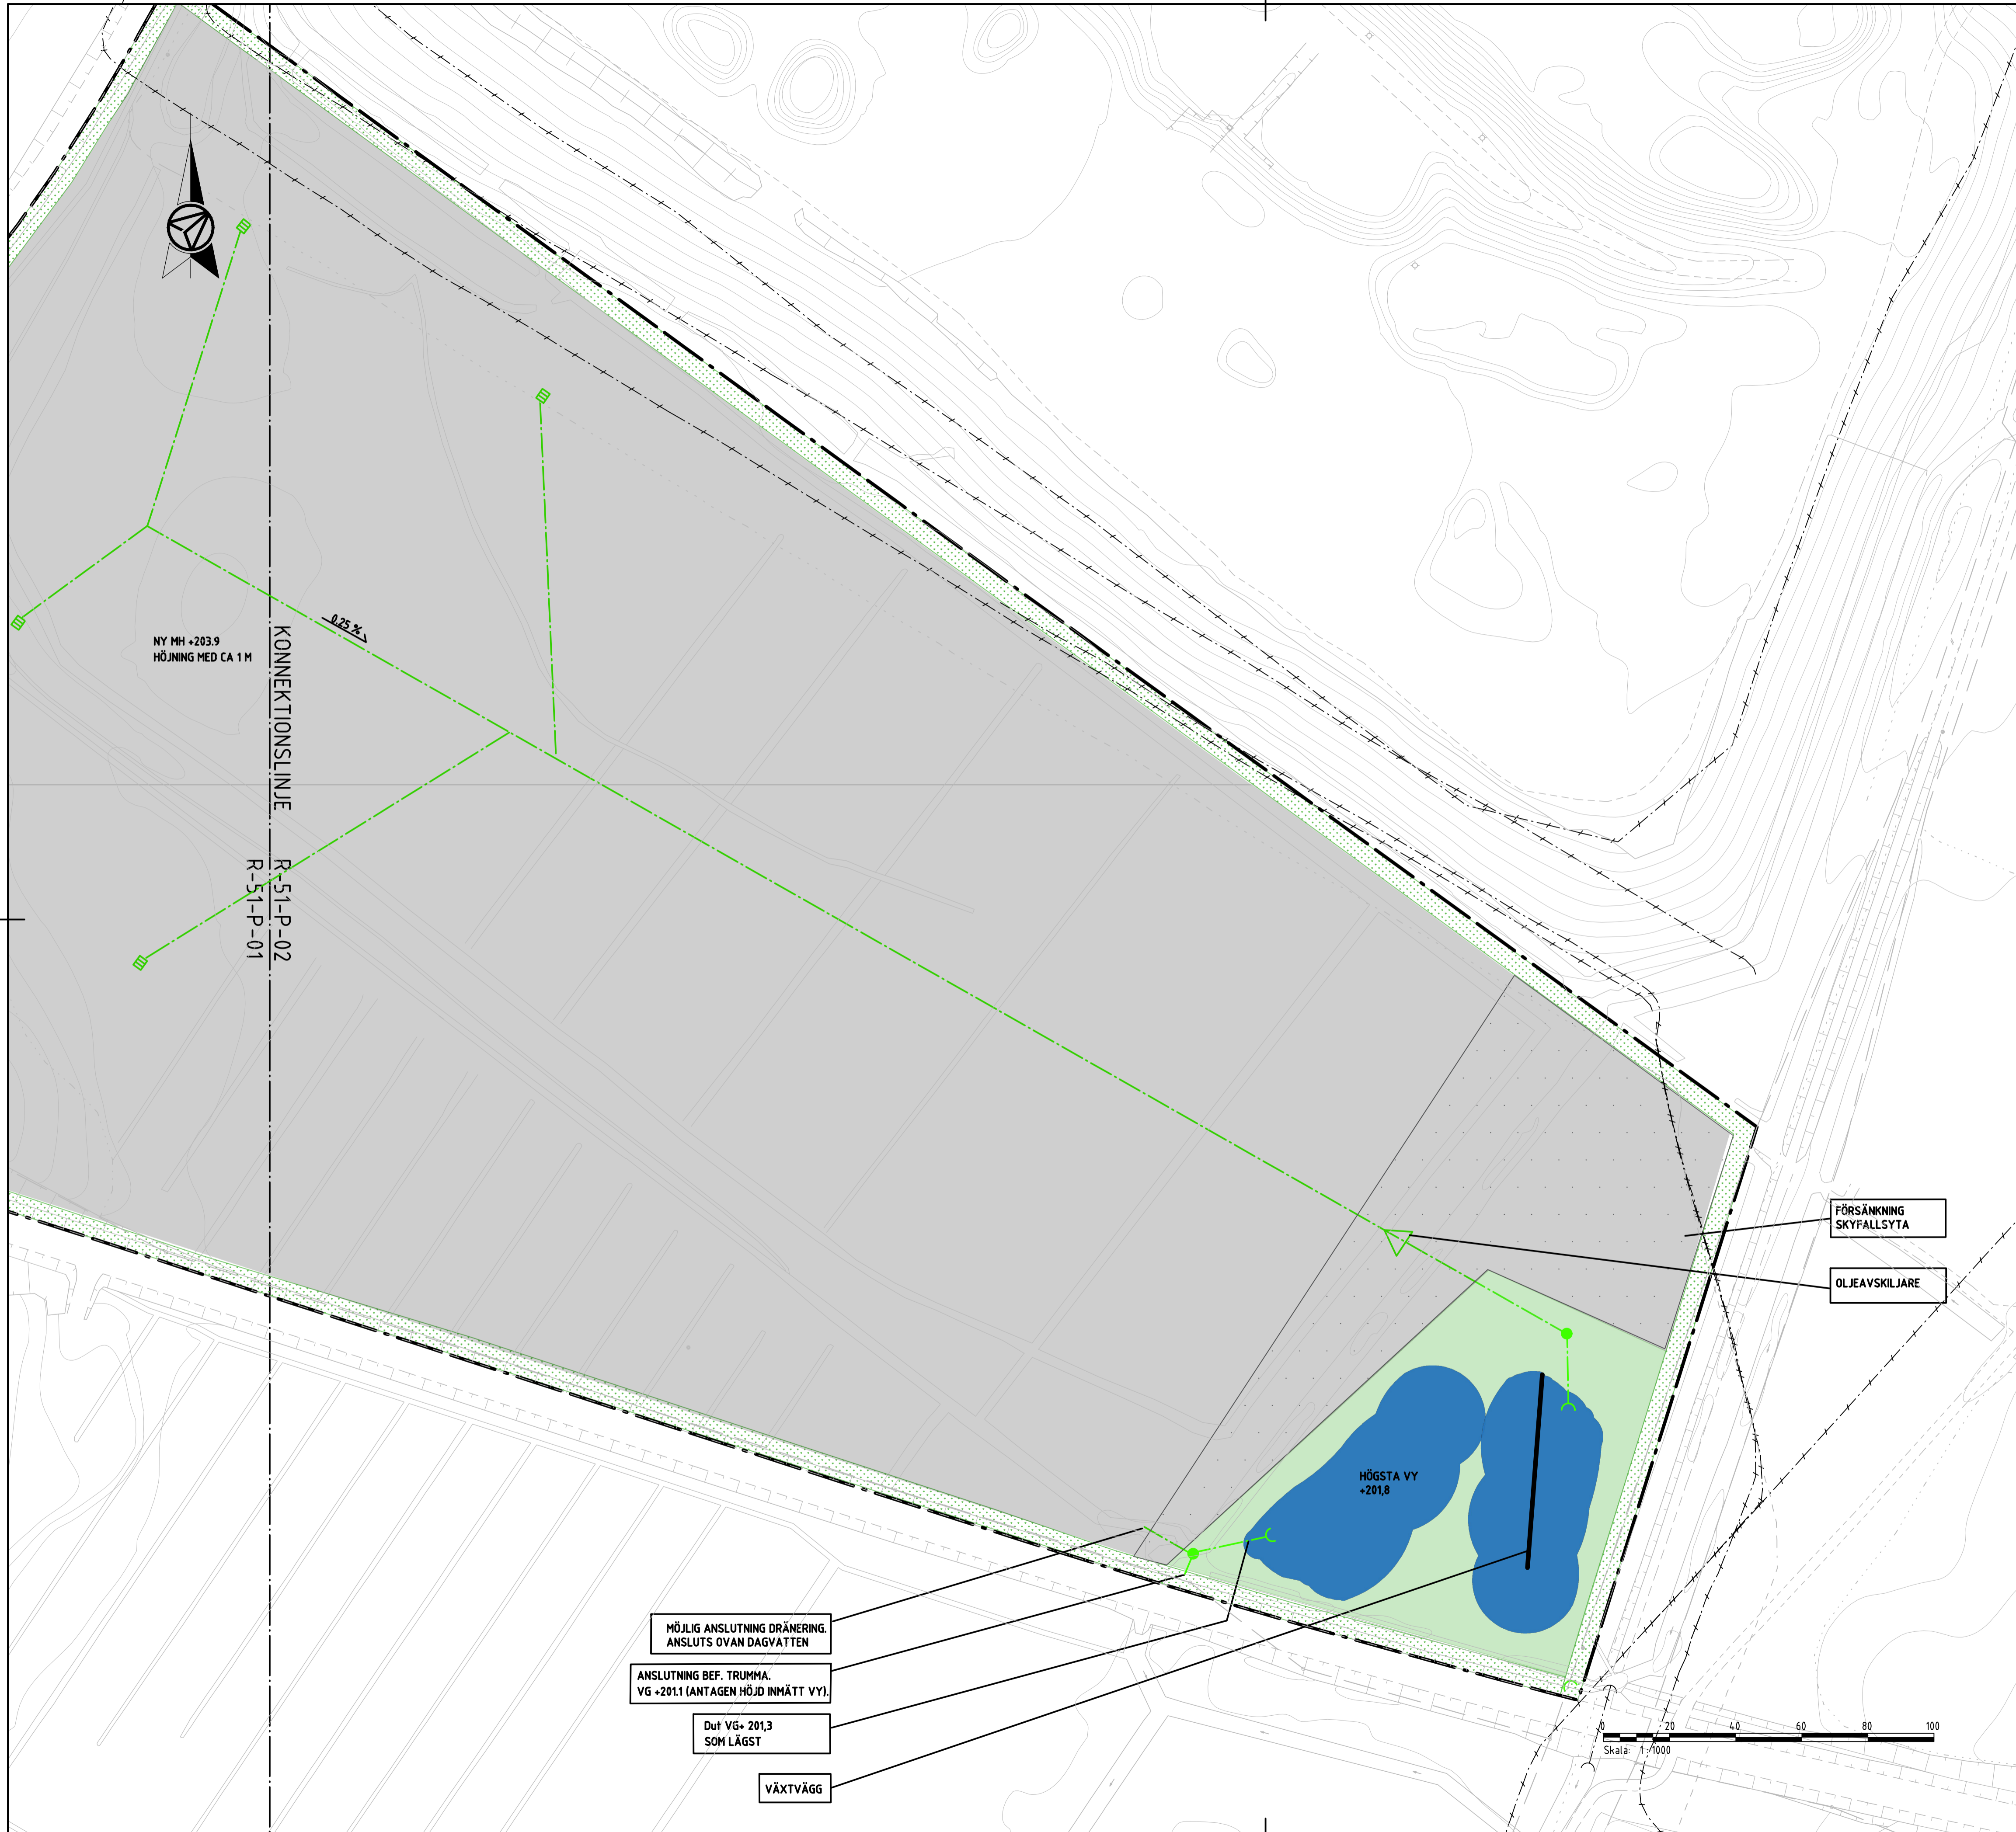 0.25 %
NY MH +203.9
HÖJNING MED CA 1 M
KONNEKTIONSLINJE
R-51-P-02
R-51-P-01
FÖRSÄNKNING
SKYFALLSYTA
OLJEAVSKILJARE
HÖGSTA VY
+201,8
MÖJLIG ANSLUTNING DRÄNERING.
ANSLUTS OVAN DAGVATTEN
ANSLUTNING BEF. TRUMMA.
VG +201.1 (ANTAGEN HÖJD INMÄTT VY).
Dut VG+ 201,3
SOM LÄGST
VÄXTVÄGG
0 20 40 60 80 100
Skala: 1:1000